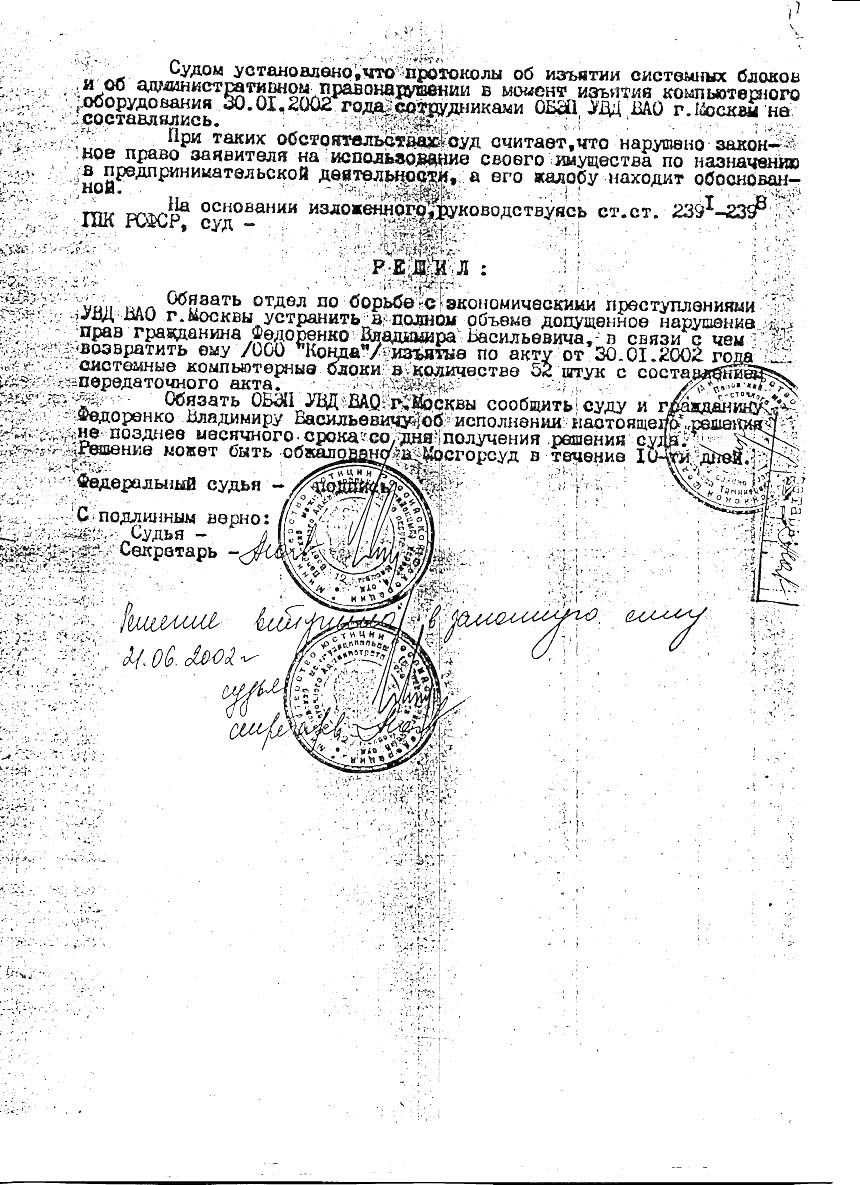 Судом установлено,что протоколы об изъятии системных блоков
и об административном правонарушении в момент изъятия компьютерного
оборудования 30.01.2002 года сотрудниками ОБЭП УВД ВАО г.Москвы не
составлялись.
При таких обстоятельствах суд считает,что нарушено закон-
ное право заявителя на использование своего имущества по назначению
в предпринимательской деятельности, а его жалобу находит обоснован-
ной.
На основании изложенного,руководствуясь ст.ст. 239I-2398
ГПК РСФСР, суд -
Р Е Ш И Л :
Обязать отдел по борьбе с экономическими преступлениями
УВД ВАО г.Москвы устранить в полном объеме допущенное нарушение
прав гражданина Федоренко Владимира Васильевича, в связи с чем
возвратить ему /ООО "Конда"/ изъятые по акту от 30.01.2002 года
системные компьютерные блоки в количестве 52 штук с составлением
передаточного акта.
Обязать ОБЭП УВД ВАО г.Москвы сообщить суду и гражданину
Федоренко Владимиру Васильевичу об исполнении настоящего решения
не позднее месячного срока со дня получения решения суда.
Решение может быть обжаловано в Мосгорсуд в течение 10-ти дней.
Федеральный судья - подпись
С подлинным верно:
Судья -
Секретарь -
Решение вступило в законную силу
21.06.2002г
судья
секретарь